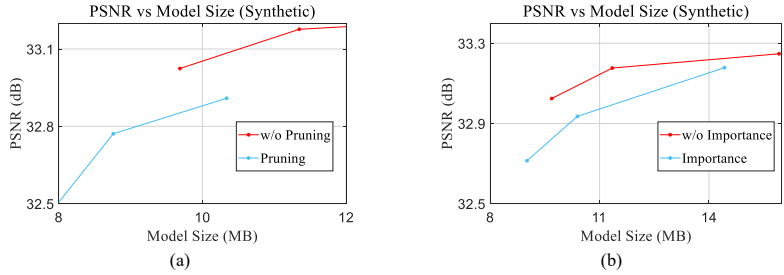 PSNR vs Model Size (Synthetic)
33.1
32.8
32.5
PSNR (dB)
w/o Pruning
Pruning
8
10
12
Model Size (MB)
(a)
PSNR vs Model Size (Synthetic)
33.3
32.9
32.5
PSNR (dB)
w/o Importance
Importance
8
11
14
Model Size (MB)
(b)